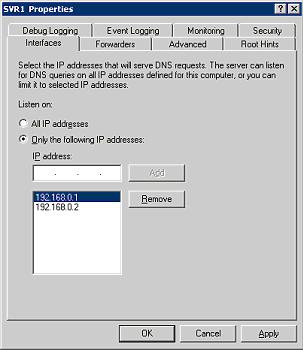 SVR1 Properties
Debug Logging Event Logging Monitoring Security
Interfaces Forwarders Advanced Root Hints
Select the IP addresses that will serve DNS requests. The server can listen
for DNS queries on all IP addresses defined for this computer, or you can
limit it to selected IP addresses.
Listen on:
All IP addresses
Only the following IP addresses:
IP address:
. . . Add
192.168.0.1 Remove
192.168.0.2
OK Cancel Apply